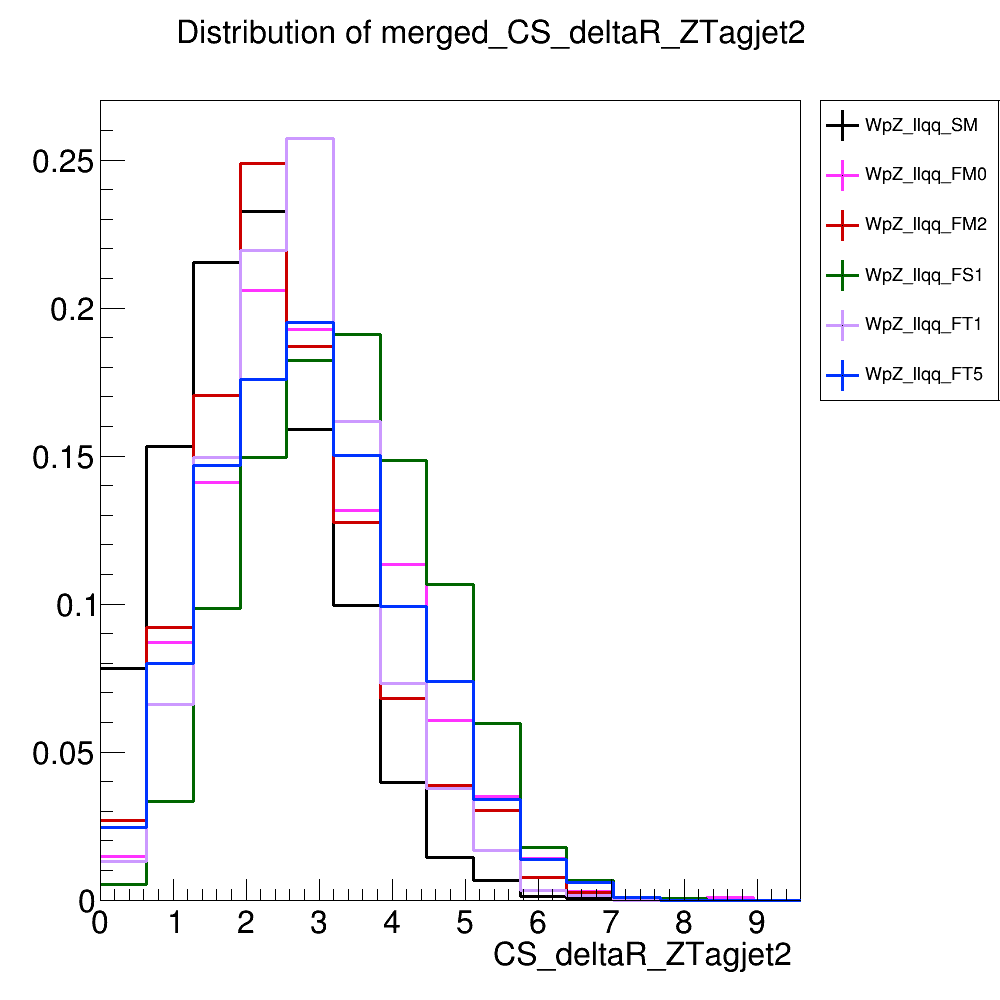 Distribution of merged_CS_deltaR_ZTagjet2
WpZ_llqq_SM
WpZ_llqq_FM0
WpZ_llqq_FM2
WpZ_llqq_FS1
WpZ_llqq_FT1
WpZ_llqq_FT5
0.25
0.2
0.15
0.1
0.05
0
0 1 2 3 4 5 6 7 8 9
CS_deltaR_ZTagjet2